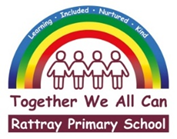 Learning · Included · Nurtured · Kind
Together We All Can
Rattray Primary School